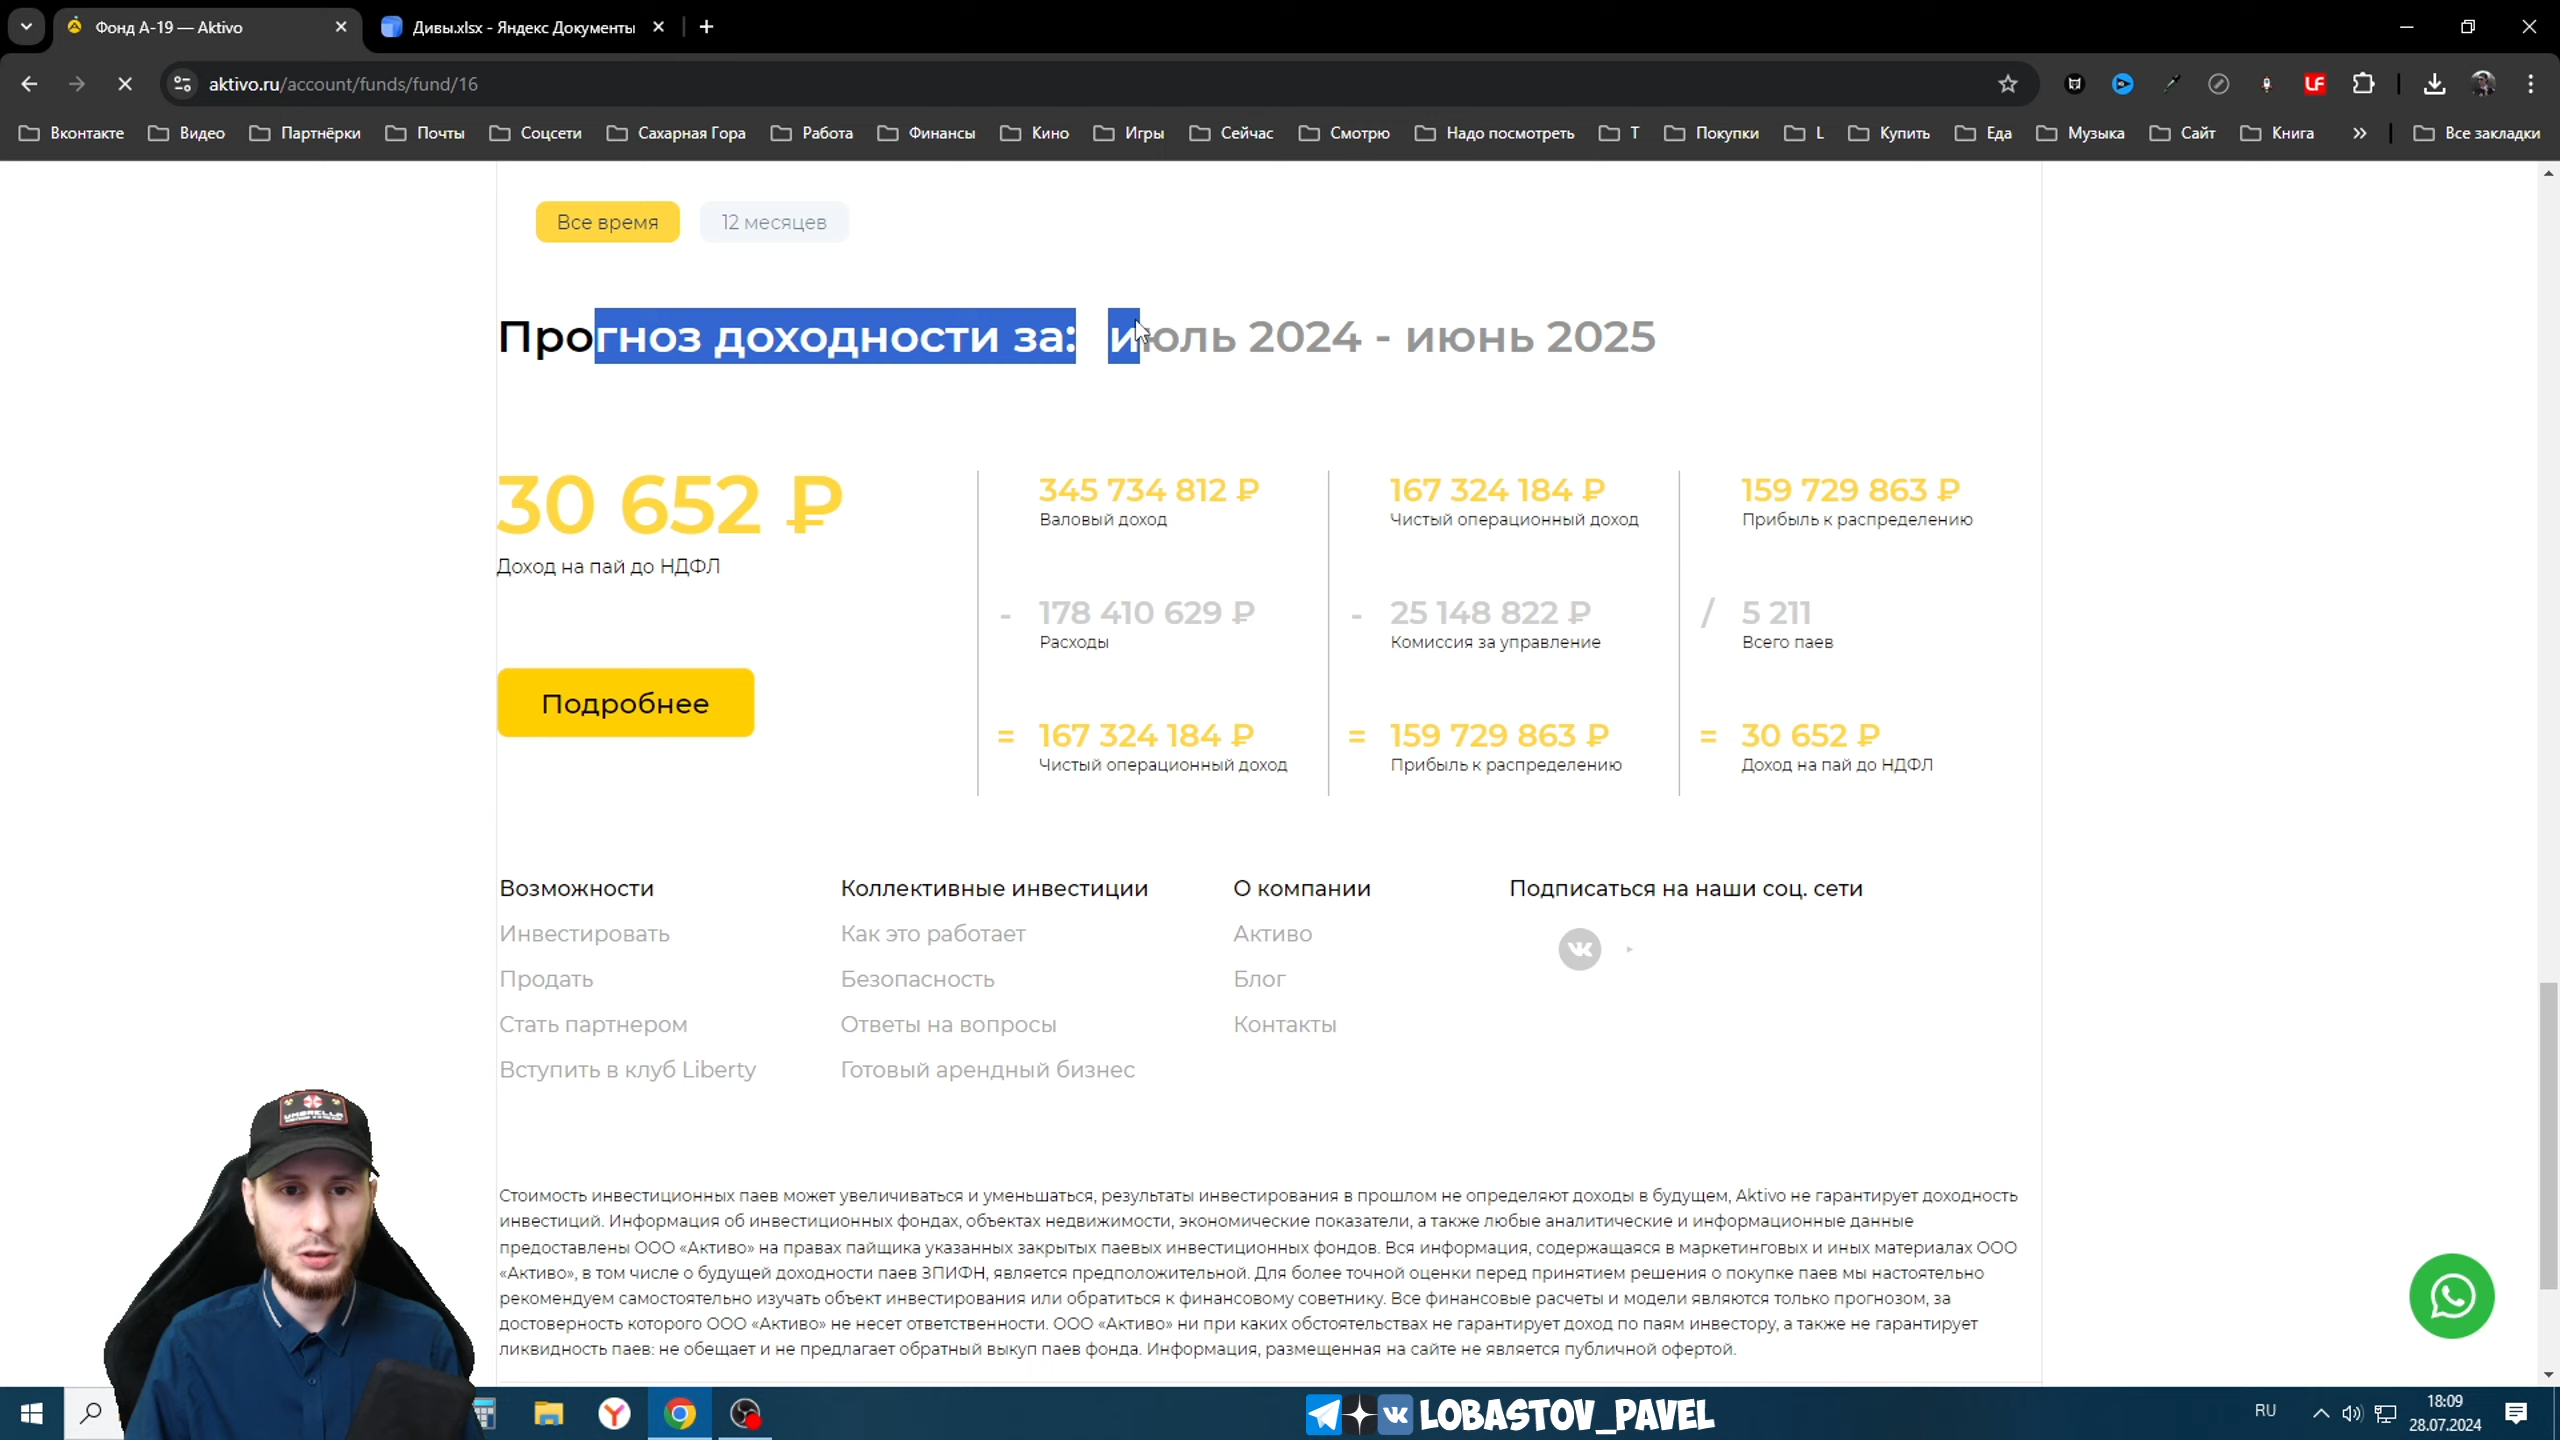 Фонд А-19 — Aktivo
Дивы.xlsx - Яндекс Документы
aktivo.ru/account/funds/fund/16
LF
Вконтакте
Видео
Партнёрки
Почты
Соцсети
Сахарная Гора
Работа
Финансы
Кино
Игры
Сейчас
Смотрю
Надо посмотреть
Т
Покупки
L
Купить
Еда
Музыка
Сайт
Книга
»
Все закладки
Все время
12 месяцев
Прогноз доходности за: июль 2024 - июнь 2025
30 652 ₽
Доход на пай до НДФЛ
Подробнее
345 734 812 ₽
Валовый доход
- 178 410 629 ₽
Расходы
= 167 324 184 ₽
Чистый операционный доход
167 324 184 ₽
Чистый операционный доход
- 25 148 822 ₽
Комиссия за управление
= 159 729 863 ₽
Прибыль к распределению
159 729 863 ₽
Прибыль к распределению
/ 5 211
Всего паев
= 30 652 ₽
Доход на пай до НДФЛ
Возможности
Инвестировать
Продать
Стать партнером
Вступить в клуб Liberty
Коллективные инвестиции
Как это работает
Безопасность
Ответы на вопросы
Готовый арендный бизнес
О компании
Активо
Блог
Контакты
Подписаться на наши соц. сети
Стоимость инвестиционных паев может увеличиваться и уменьшаться, результаты инвестирования в прошлом не определяют доходы в будущем, Aktivo не гарантирует доходность
инвестиций. Информация об инвестиционных фондах, объектах недвижимости, экономические показатели, а также любые аналитические и информационные данные
предоставлены ООО «Активо» на правах пайщика указанных закрытых паевых инвестиционных фондов. Вся информация, содержащаяся в маркетинговых и иных материалах ООО
«Активо», в том числе о будущей доходности паев ЗПИФН, является предположительной. Для более точной оценки перед принятием решения о покупке паев мы настоятельно
рекомендуем самостоятельно изучать объект инвестирования или обратиться к финансовому советнику. Все финансовые расчеты и модели являются только прогнозом, за
достоверность которого ООО «Активо» не несет ответственности. ООО «Активо» ни при каких обстоятельствах не гарантирует доход по паям инвестору, а также не гарантирует
ликвидность паев: не обещает и не предлагает обратный выкуп паев фонда. Информация, размещенная на сайте не является публичной офертой.
UMBRELLA
LOBASTOV_PAVEL
RU
18:09
28.07.2024